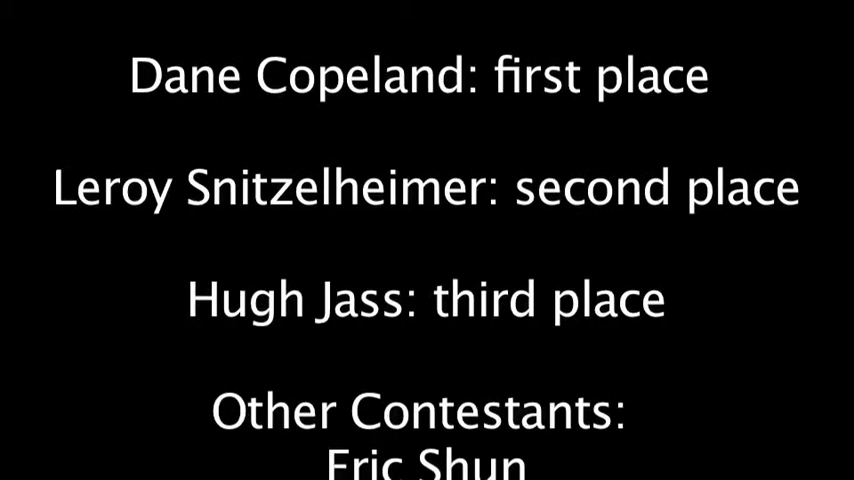 Dane Copeland: first place
Leroy Snitzelheimer: second place
Hugh Jass: third place
Other Contestants:
Eric Shun